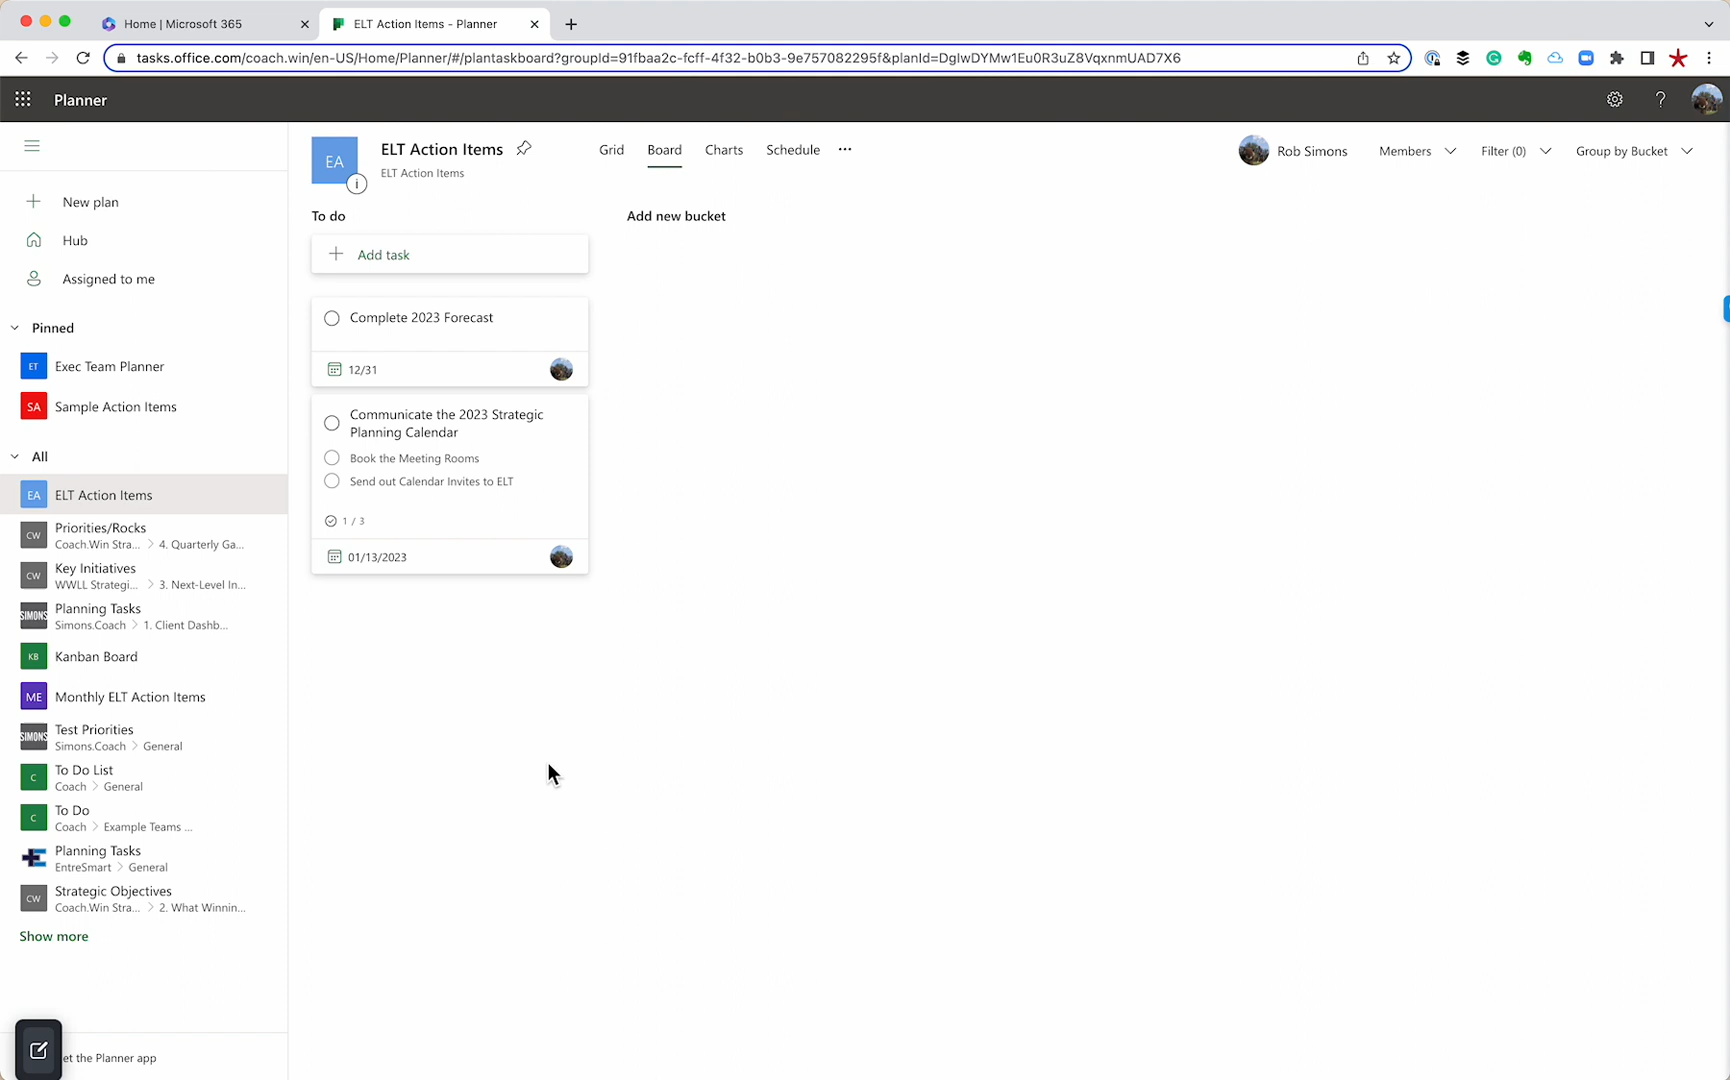 Home | Microsoft 365
ELT Action Items - Planner
tasks.office.com/coach.win/en-US/Home/Planner/#/plantaskboard?groupId=91fbaa2c-fcff-4f32-b0b3-9e757082295f&planId=DglwDYMw1Eu0R3uZ8VqxnmUAD7X6
Planner
New plan
Hub
Assigned to me
Pinned
ET Exec Team Planner
SA Sample Action Items
All
EA ELT Action Items
CW Priorities/Rocks
Coach.Win Stra... > 4. Quarterly Ga...
CW Key Initiatives
WWLL Strategi... > 3. Next-Level In...
SIMONS Planning Tasks
Simons.Coach > 1. Client Dashb...
KB Kanban Board
ME Monthly ELT Action Items
SIMONS Test Priorities
Simons.Coach > General
C To Do List
Coach > General
C To Do
Coach > Example Teams ...
Planning Tasks
EntreSmart > General
CW Strategic Objectives
Coach.Win Stra... > 2. What Winnin...
Show more
et the Planner app
EA
ELT Action Items
ELT Action Items
Grid Board Charts Schedule ...
Rob Simons Members Filter (0) Group by Bucket
To do
Add new bucket
Add task
Complete 2023 Forecast
12/31
Communicate the 2023 Strategic
Planning Calendar
Book the Meeting Rooms
Send out Calendar Invites to ELT
1 / 3
01/13/2023